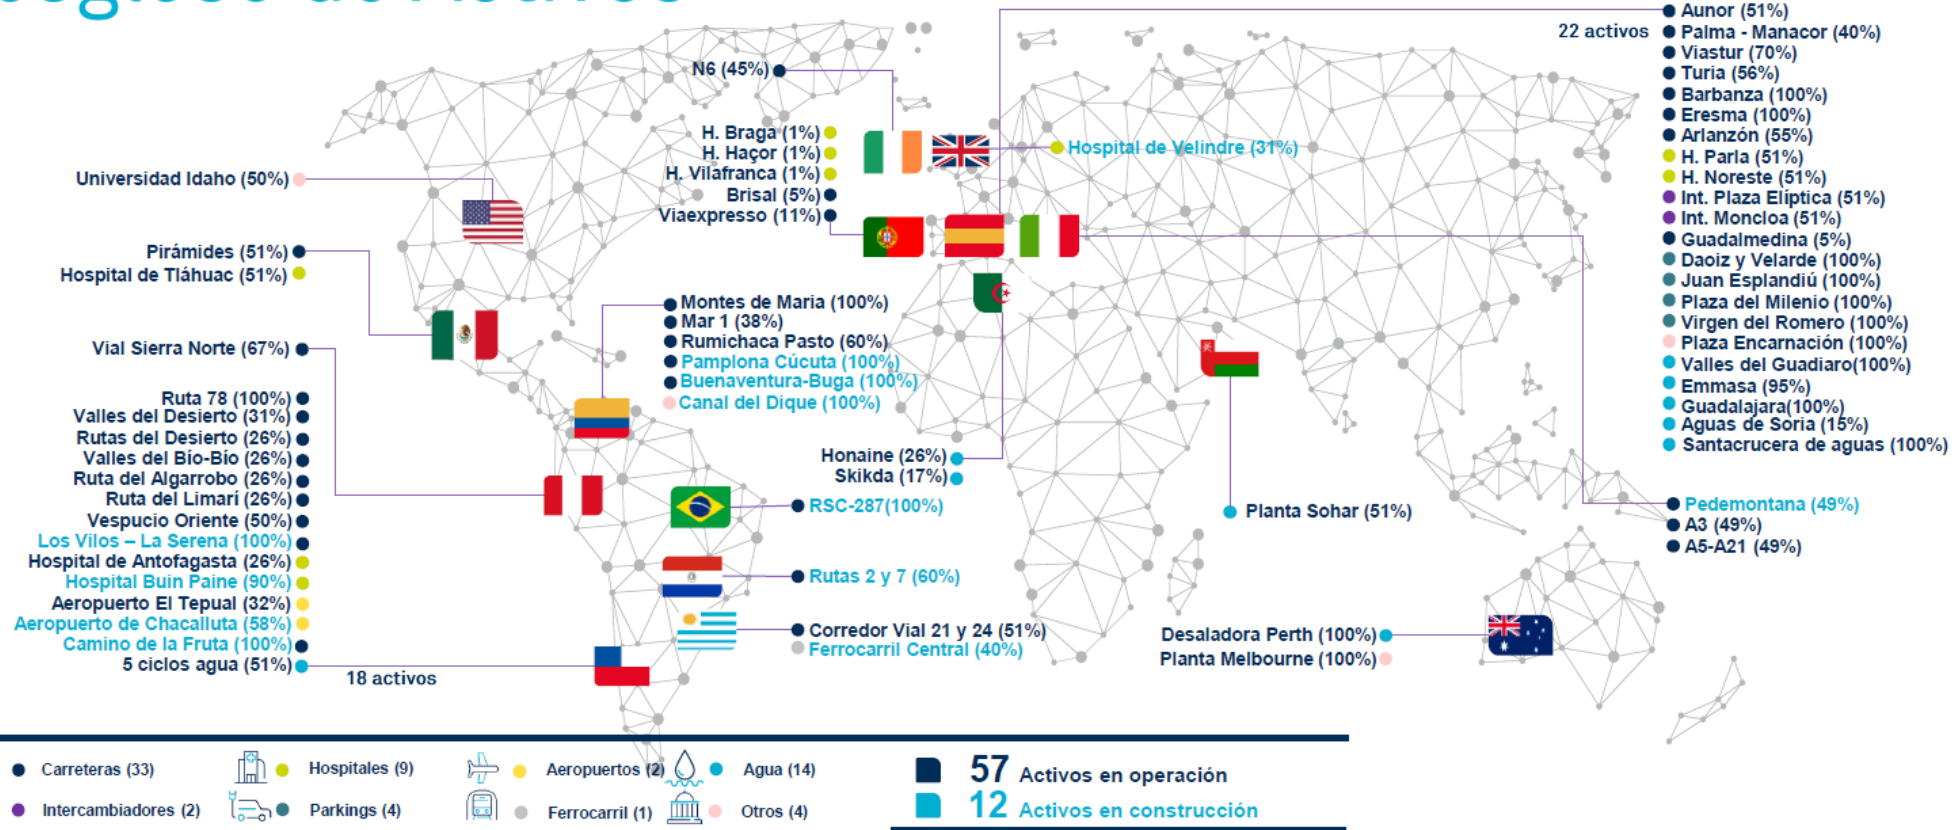 22 activos
Aunor (51%)
Palma - Manacor (40%)
Viastur (70%)
Turia (56%)
Barbanza (100%)
Eresma (100%)
Arlanzón (55%)
H. Parla (51%)
H. Noreste (51%)
Int. Plaza Elíptica (51%)
Int. Moncloa (51%)
Guadalmedina (5%)
Daoiz y Velarde (100%)
Juan Esplandiú (100%)
Plaza del Milenio (100%)
Virgen del Romero (100%)
Plaza Encarnación (100%)
Valles del Guadiaro(100%)
Emmasa (95%)
Guadalajara(100%)
Aguas de Soria (15%)
Santacrucera de aguas (100%)
N6 (45%)
H. Braga (1%)
H. Haçor (1%)
H. Vilafranca (1%)
Brisal (5%)
Viaexpresso (11%)
Hospital de Velindre (31%)
Universidad Idaho (50%)
Pirámides (51%)
Hospital de Tláhuac (51%)
Vial Sierra Norte (67%)
Montes de Maria (100%)
Mar 1 (38%)
Rumichaca Pasto (60%)
Pamplona Cúcuta (100%)
Buenaventura-Buga (100%)
Canal del Dique (100%)
Ruta 78 (100%)
Valles del Desierto (31%)
Rutas del Desierto (26%)
Valles del Bío-Bío (26%)
Ruta del Algarrobo (26%)
Ruta del Limarí (26%)
Vespucio Oriente (50%)
Los Vilos – La Serena (100%)
Hospital de Antofagasta (26%)
Hospital Buin Paine (90%)
Aeropuerto El Tepual (32%)
Aeropuerto de Chacalluta (58%)
Camino de la Fruta (100%)
5 ciclos agua (51%)
18 activos
Honaine (26%)
Skikda (17%)
RSC-287(100%)
Rutas 2 y 7 (60%)
Corredor Vial 21 y 24 (51%)
Ferrocarril Central (40%)
Planta Sohar (51%)
Pedemontana (49%)
A3 (49%)
A5-A21 (49%)
Desaladora Perth (100%)
Planta Melbourne (100%)
Carreteras (33)
Hospitales (9)
Aeropuertos (2)
Agua (14)
Intercambiadores (2)
Parkings (4)
Ferrocarril (1)
Otros (4)
57 Activos en operación
12 Activos en construcción